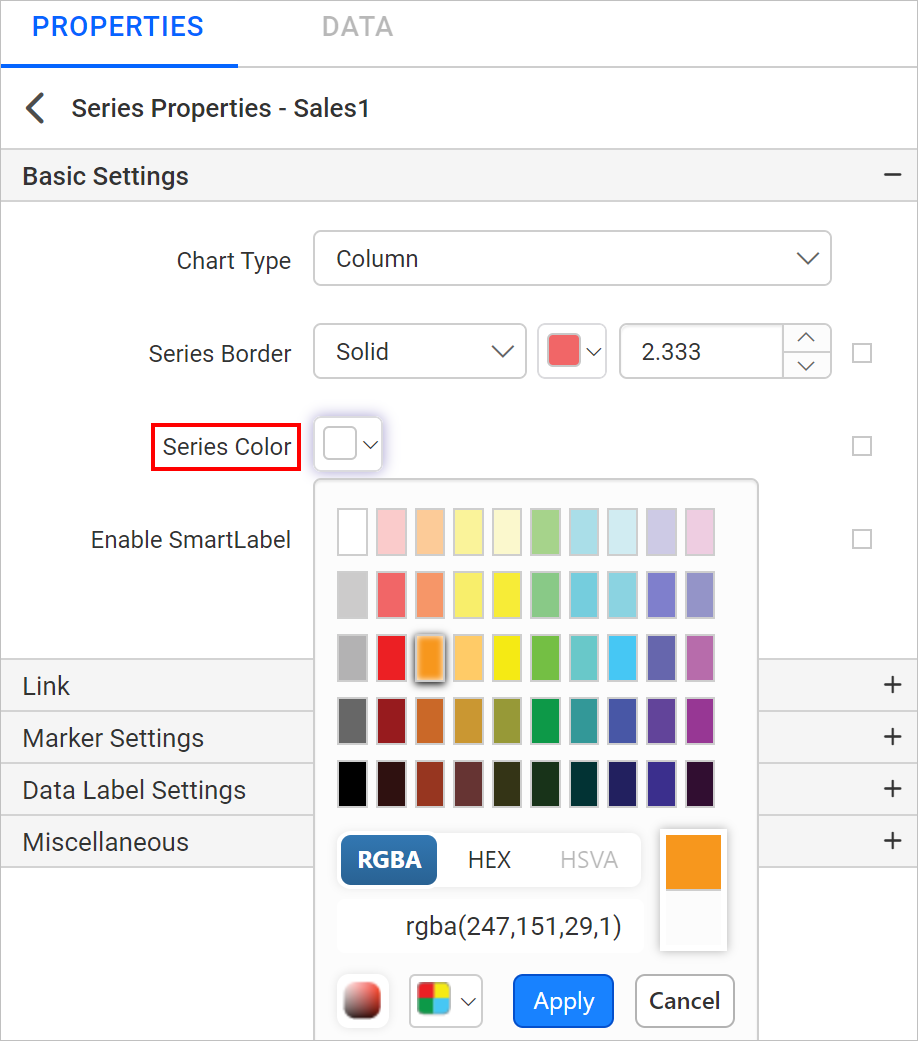 PROPERTIES DATA
Series Properties - Sales1
Basic Settings
Chart Type Column
Series Border Solid 2.333
Series Color
Enable SmartLabel
Link
Marker Settings
Data Label Settings
Miscellaneous
RGBA HEX HSVA
rgba(247,151,29,1)
Apply Cancel